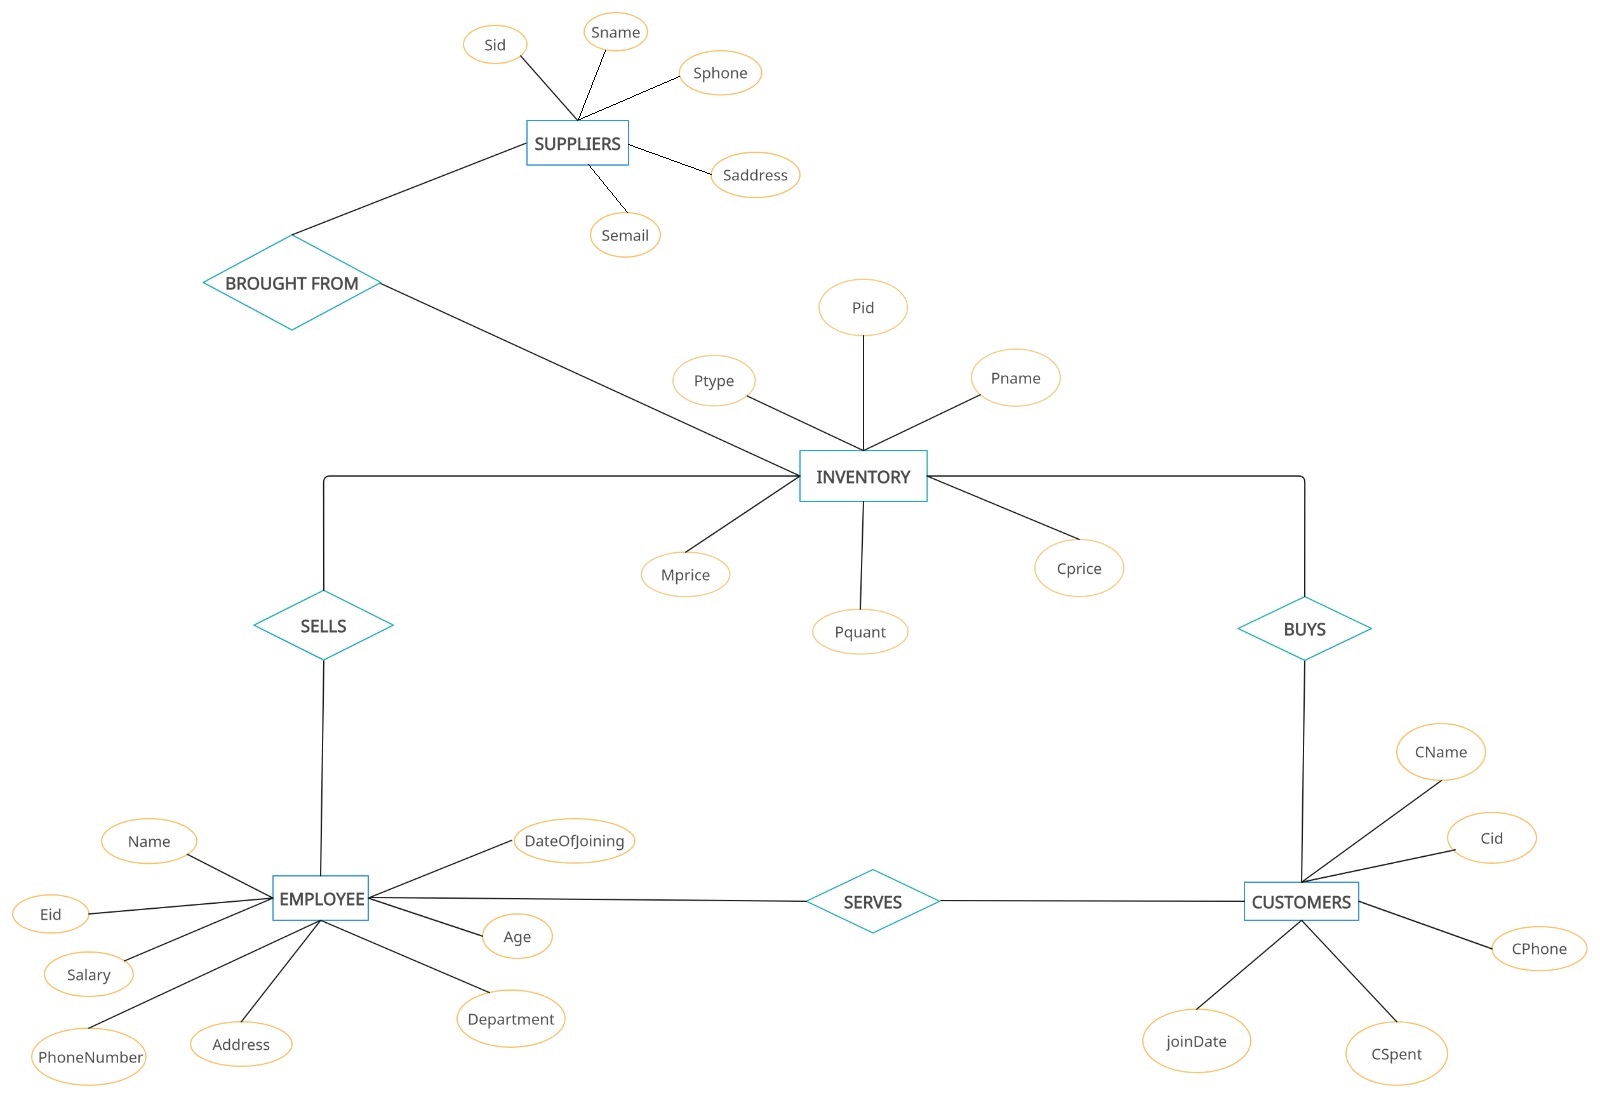 Sname
Sid
Sphone
SUPPLIERS
Saddress
Semail
BROUGHT FROM
Pid
Ptype
Pname
INVENTORY
Mprice
Cprice
Pquant
SELLS
BUYS
CName
Name
DateOfJoining
Cid
EMPLOYEE
SERVES
CUSTOMERS
Eid
Age
CPhone
Salary
Department
PhoneNumber
Address
joinDate
CSpent